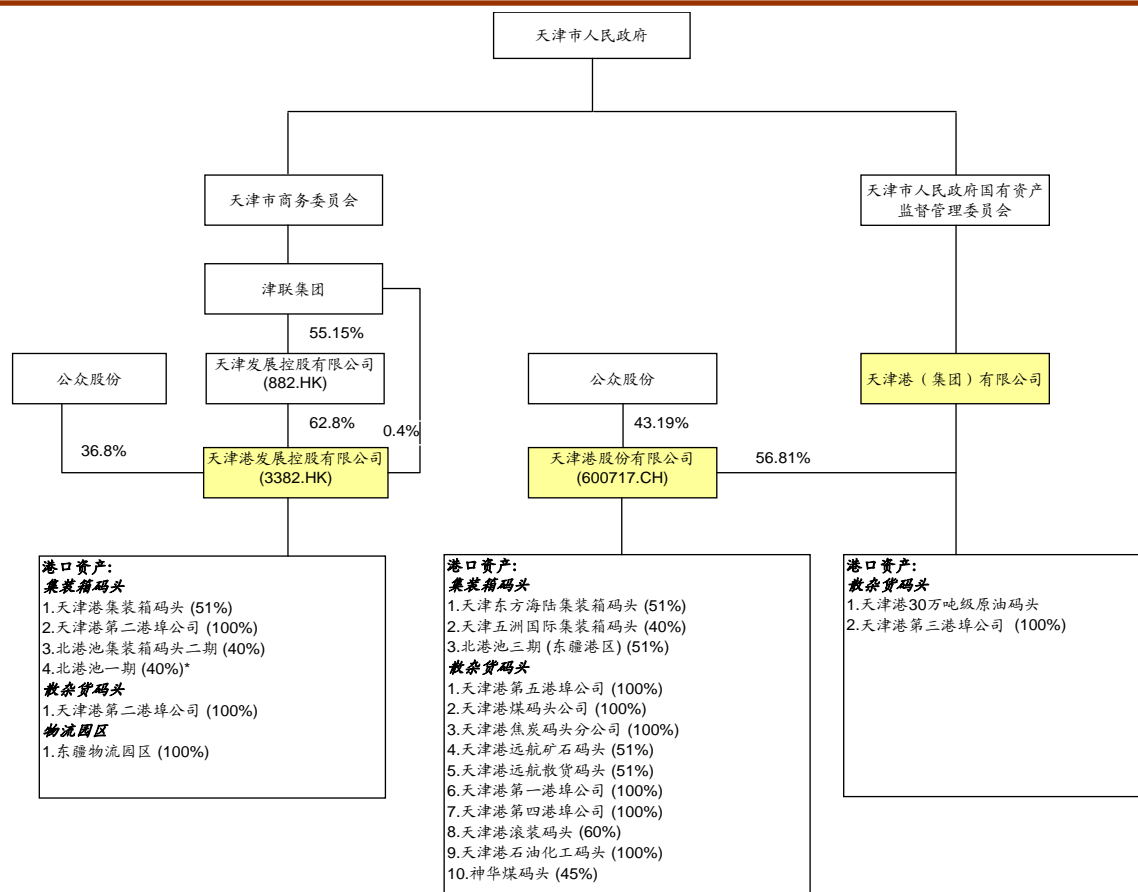 天津市人民政府
天津市商务委员会
天津市人民政府国有资产
监督管理委员会
津联集团
55.15%
公众股份
天津发展控股有限公司
(882.HK)
公众股份
天津港（集团）有限公司
62.8%
0.4%
43.19%
36.8%
天津港发展控股有限公司
(3382.HK)
天津港股份有限公司
(600717.CH)
56.81%
港口资产:
集装箱码头
1.天津港集装箱码头 (51%)
2.天津港第二港埠公司 (100%)
3.北港池集装箱码头二期 (40%)
4.北港池一期 (40%)*
散杂货码头
1.天津港第二港埠公司 (100%)
物流园区
1.东疆物流园区 (100%)
港口资产:
集装箱码头
1.天津东方海陆集装箱码头 (51%)
2.天津五洲国际集装箱码头 (40%)
3.北港池三期 (东疆港区) (51%)
散杂货码头
1.天津港第五港埠公司 (100%)
2.天津港煤码头公司 (100%)
3.天津港焦炭码头分公司 (100%)
4.天津港远航矿石码头 (51%)
5.天津港远航散货码头 (51%)
6.天津港第一港埠公司 (100%)
7.天津港第四港埠公司 (100%)
8.天津港滚装码头 (60%)
9.天津港石油化工码头 (100%)
10.神华煤码头 (45%)
港口资产:
散杂货码头
1.天津港30万吨级原油码头
2.天津港第三港埠公司 (100%)